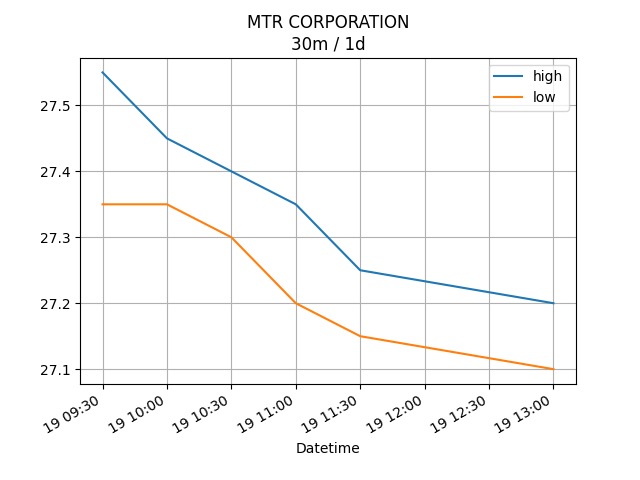 MTR CORPORATION
30m / 1d
high
low
27.5
27.4
27.3
27.2
27.1
19 09:30
19 10:00
19 10:30
19 11:00
19 11:30
19 12:00
19 12:30
19 13:00
Datetime